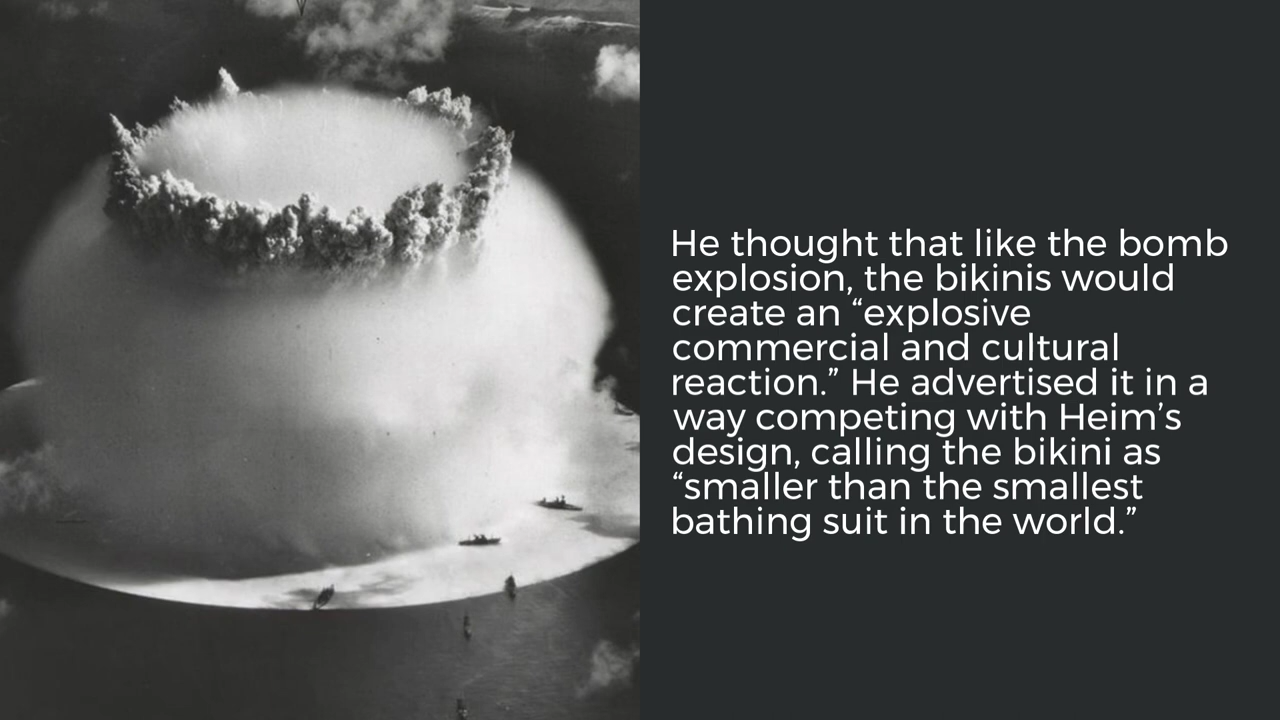 He thought that like the bomb
explosion, the bikinis would
create an “explosive
commercial and cultural
reaction.” He advertised it in a
way competing with Heim’s
design, calling the bikini as
“smaller than the smallest
bathing suit in the world.”